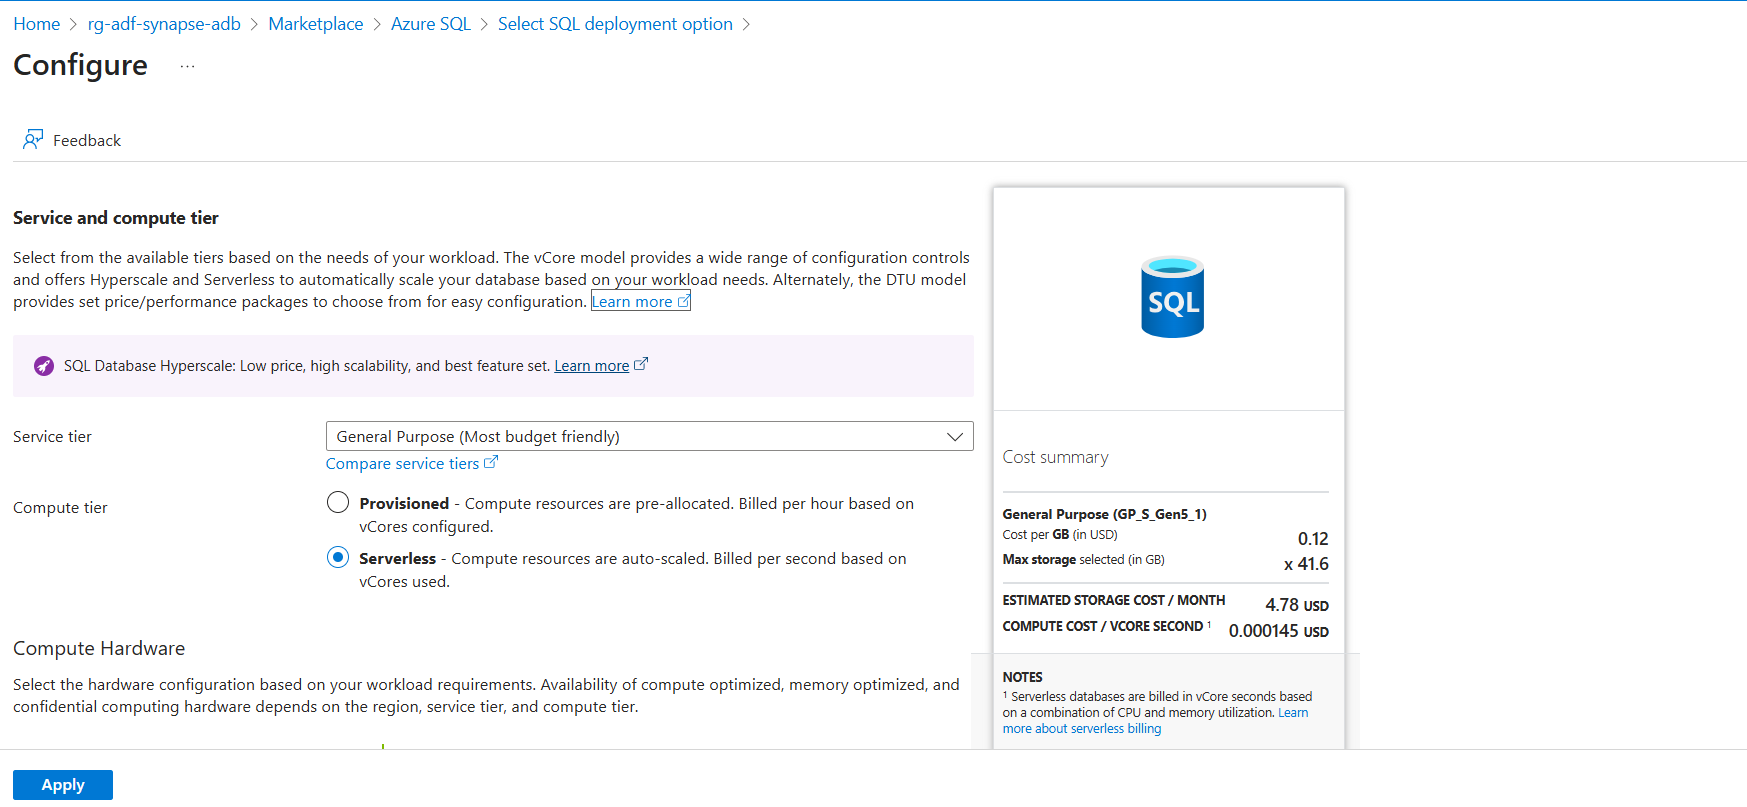 Home > rg-adf-synapse-adb > Marketplace > Azure SQL > Select SQL deployment option >
Configure ...
Feedback
Service and compute tier
Select from the available tiers based on the needs of your workload. The vCore model provides a wide range of configuration controls
and offers Hyperscale and Serverless to automatically scale your database based on your workload needs. Alternately, the DTU model
provides set price/performance packages to choose from for easy configuration. Learn more
SQL Database Hyperscale: Low price, high scalability, and best feature set. Learn more
Service tier
General Purpose (Most budget friendly)
Compare service tiers
Compute tier
Provisioned - Compute resources are pre-allocated. Billed per hour based on
vCores configured.
Serverless - Compute resources are auto-scaled. Billed per second based on
vCores used.
Compute Hardware
Select the hardware configuration based on your workload requirements. Availability of compute optimized, memory optimized, and
confidential computing hardware depends on the region, service tier, and compute tier.
Apply
SQL
Cost summary
General Purpose (GP_S_Gen5_1)
Cost per GB (in USD) 0.12
Max storage selected (in GB) x 41.6
ESTIMATED STORAGE COST / MONTH 4.78 USD
COMPUTE COST / VCORE SECOND ¹ 0.000145 USD
NOTES
¹ Serverless databases are billed in vCore seconds based
on a combination of CPU and memory utilization. Learn
more about serverless billing